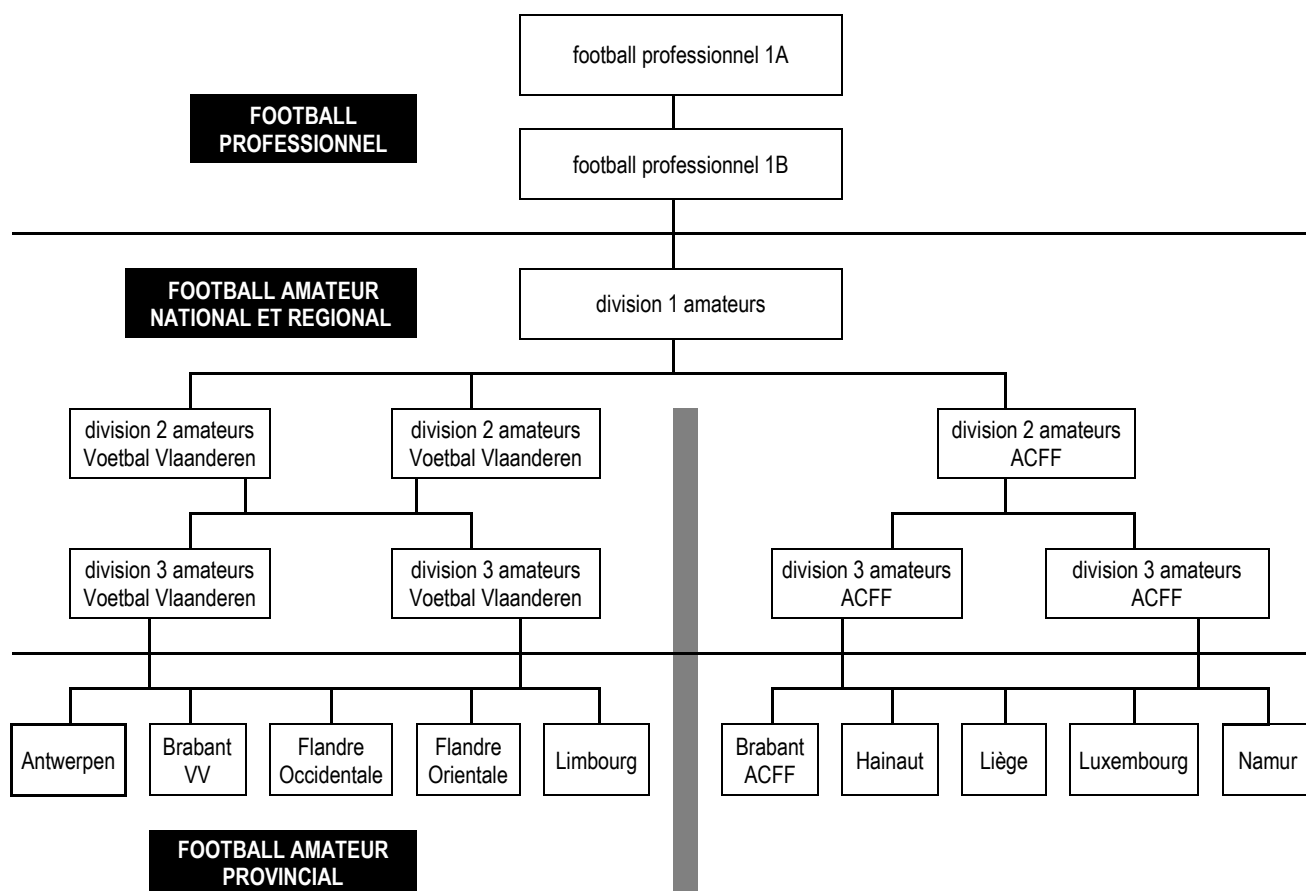 football professionnel 1A
FOOTBALL
PROFESSIONNEL
football professionnel 1B
FOOTBALL AMATEUR
NATIONAL ET REGIONAL
division 1 amateurs
division 2 amateurs
Voetbal Vlaanderen
division 2 amateurs
Voetbal Vlaanderen
division 2 amateurs
ACFF
division 3 amateurs
Voetbal Vlaanderen
division 3 amateurs
Voetbal Vlaanderen
division 3 amateurs
ACFF
division 3 amateurs
ACFF
Antwerpen
Brabant
VV
Flandre
Occidentale
Flandre
Orientale
Limbourg
Brabant
ACFF
Hainaut
Liège
Luxembourg
Namur
FOOTBALL AMATEUR
PROVINCIAL